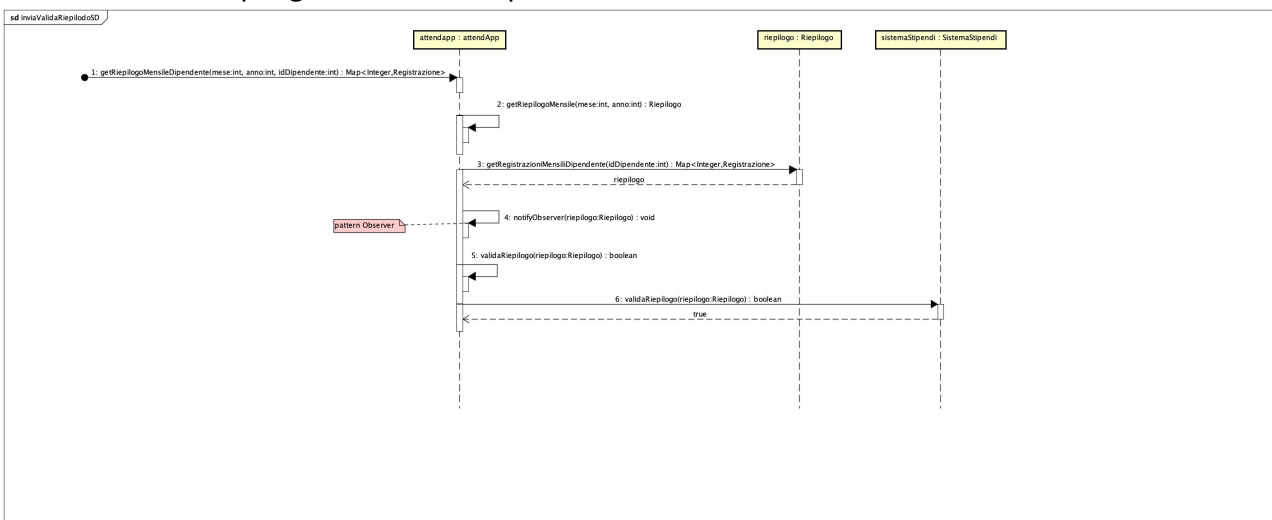 sd inviaValidaRiepilodoSD
attendapp : attendApp
riepilogo : Riepilogo
sistemaStipendi : SistemaStipendi
1: getRiepilogoMensileDipendente(mese:int, anno:int, idDipendente:int) : Map<Integer,Registrazione>
2: getRiepilogoMensile(mese:int, anno:int) : Riepilogo
3: getRegistrazioniMensiliDipendente(idDipendente:int) : Map<Integer,Registrazione>
riepilogo
4: notifyObserver(riepilogo:Riepilogo) : void
pattern Observer
5: validaRiepilogo(riepilogo:Riepilogo) : boolean
6: validaRiepilogo(riepilogo:Riepilogo) : boolean
true